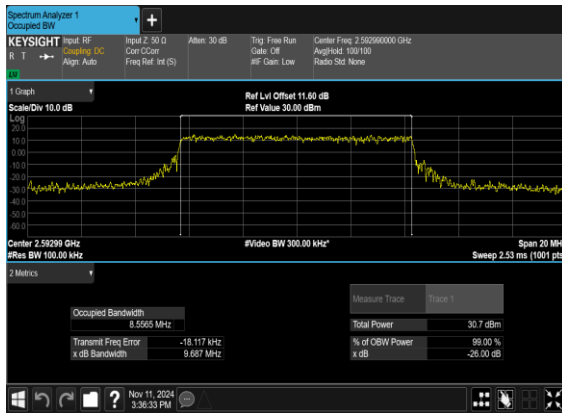 Spectrum Analyzer 1
Occupied BW
KEYSIGHT
R T
LXI
Input: RF
Coupling: DC
Align: Auto
Input Z: 50 Ω
Corr CCorr
Freq Ref: Int (S)
Atten: 30 dB
Trig: Free Run
Gate: Off
#IF Gain: Low
Center Freq: 2.592990000 GHz
Avg|Hold: 100/100
Radio Std: None
1 Graph
Scale/Div 10.0 dB
Ref Lvl Offset 11.60 dB
Ref Value 30.00 dBm
Log
20.0
10.0
0.00
-10.0
-20.0
-30.0
-40.0
-50.0
-60.0
Center 2.59299 GHz
#Res BW 100.00 kHz
#Video BW 300.00 kHz*
Span 20 MH
Sweep 2.53 ms (1001 pts
2 Metrics
Measure Trace
Trace 1
Occupied Bandwidth
8.5565 MHz
Total Power
30.7 dBm
Transmit Freq Error
-18.117 kHz
% of OBW Power
99.00 %
x dB Bandwidth
9.687 MHz
x dB
-26.00 dB
Nov 11, 2024
3:36:33 PM